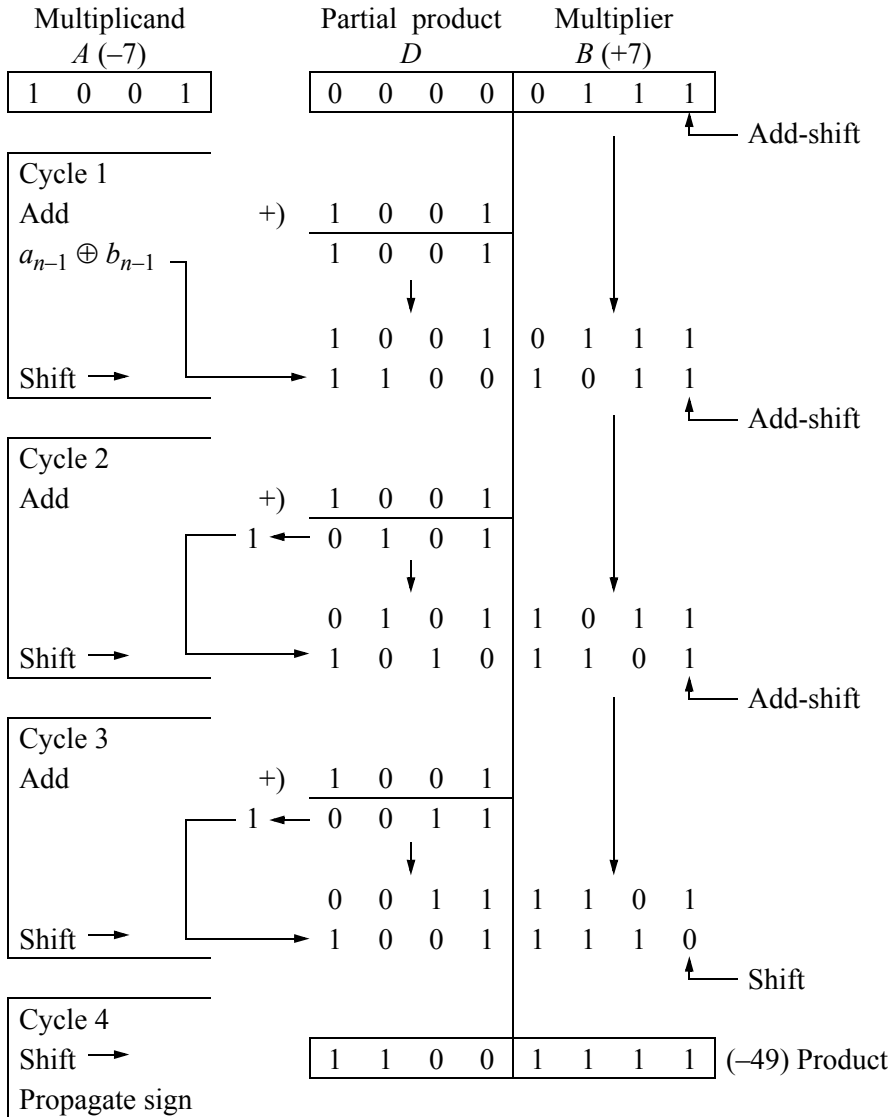 Multiplicand Partial product Multiplier
A (–7) D B (+7)
1 0 0 1 0 0 0 0 0 1 1 1
Add-shift
Cycle 1
Add +) 1 0 0 1
aₙ₋₁ ⊕ bₙ₋₁ 1 0 0 1
1 0 0 1 0 1 1 1
Shift 1 1 0 0 1 0 1 1
Add-shift
Cycle 2
Add +) 1 0 0 1
1 0 1 0 1
0 1 0 1 1 0 1 1
Shift 1 0 1 0 1 1 0 1
Add-shift
Cycle 3
Add +) 1 0 0 1
1 0 0 1 1
0 0 1 1 1 1 0 1
Shift 1 0 0 1 1 1 1 0
Shift
Cycle 4
Shift 1 1 0 0 1 1 1 1 (–49) Product
Propagate sign